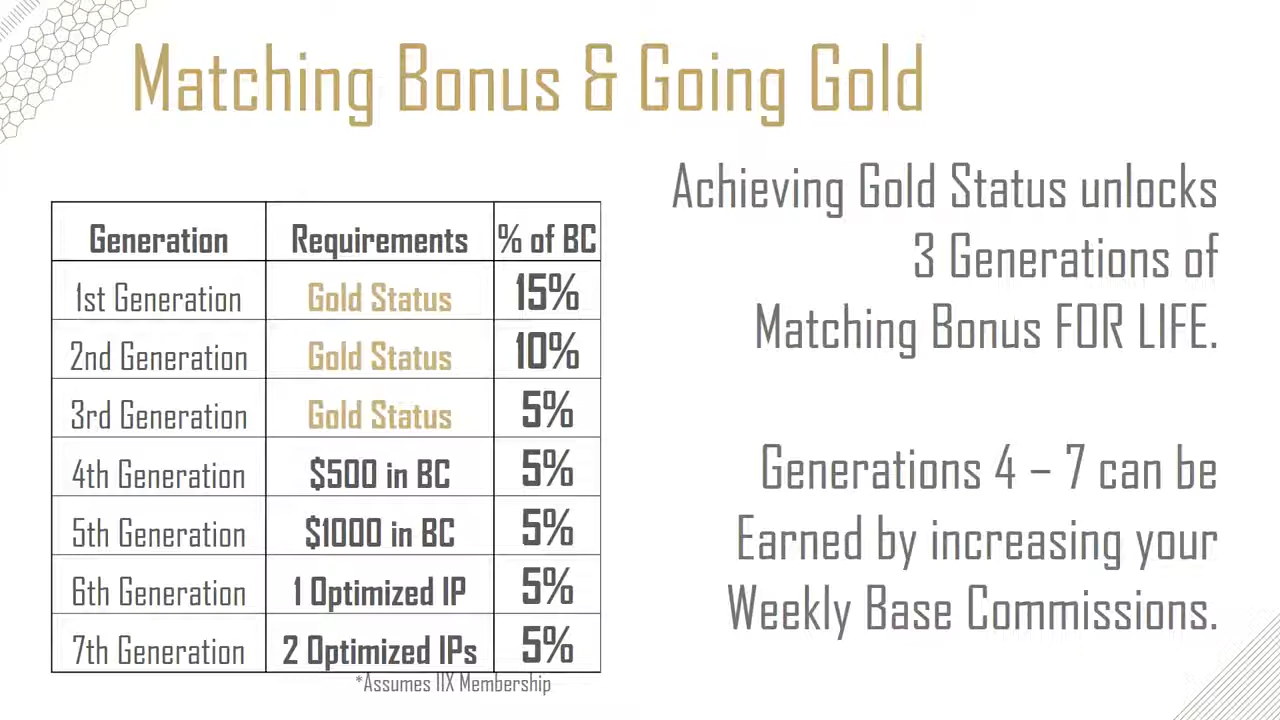 Matching Bonus & Going Gold
Generation Requirements % of BC
1st Generation Gold Status 15%
2nd Generation Gold Status 10%
3rd Generation Gold Status 5%
4th Generation $500 in BC 5%
5th Generation $1000 in BC 5%
6th Generation 1 Optimized IP 5%
7th Generation 2 Optimized IPs 5%
*Assumes IIX Membership
Achieving Gold Status unlocks
3 Generations of
Matching Bonus FOR LIFE.
Generations 4 – 7 can be
Earned by increasing your
Weekly Base Commissions.